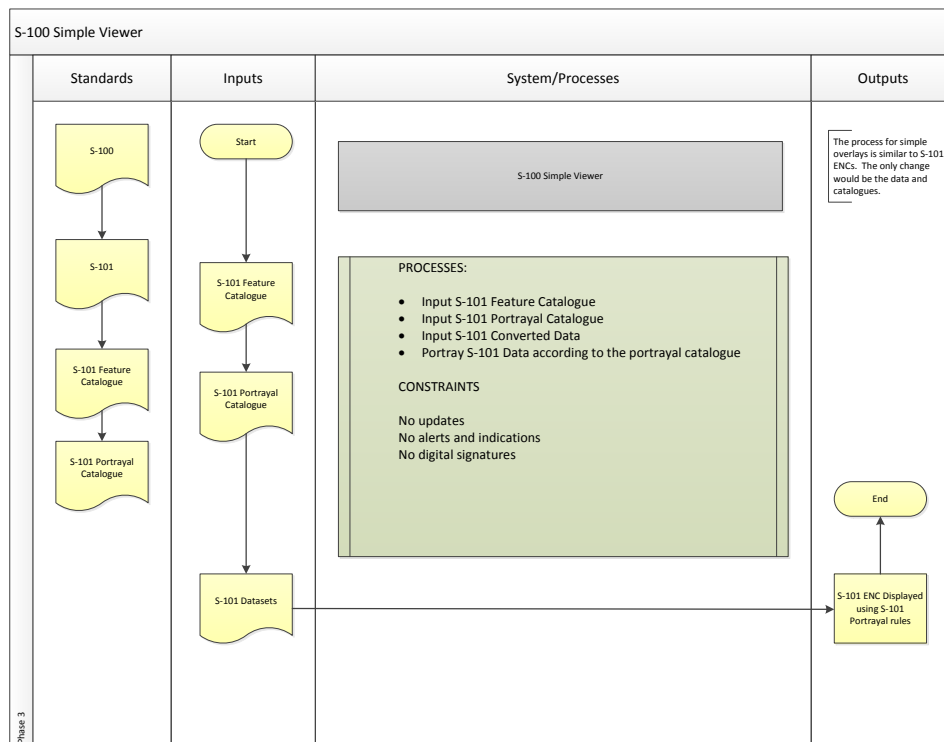 S-100 Simple Viewer
Standards
Inputs
System/Processes
Outputs
S-100
S-101
S-101 Feature
Catalogue
S-101 Portrayal
Catalogue
Start
S-101 Feature
Catalogue
S-101 Portrayal
Catalogue
S-101 Datasets
S-100 Simple Viewer
PROCESSES:
• Input S-101 Feature Catalogue
• Input S-101 Portrayal Catalogue
• Input S-101 Converted Data
• Portray S-101 Data according to the portrayal catalogue
CONSTRAINTS
No updates
No alerts and indications
No digital signatures
The process for simple
overlays is similar to S-101
ENCs. The only change
would be the data and
catalogues.
End
S-101 ENC Displayed
using S-101
Portrayal rules
Phase 3